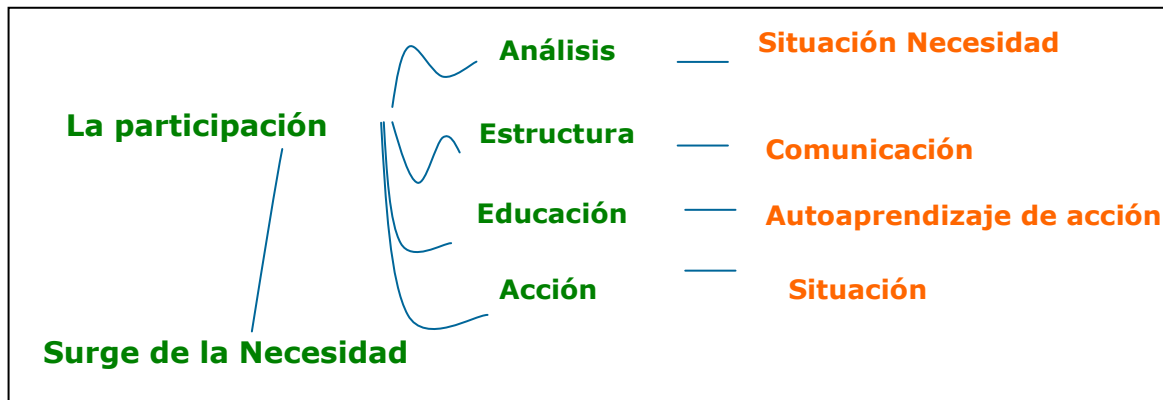 Análisis
Situación Necesidad
La participación
Estructura
Comunicación
Educación
Autoaprendizaje de acción
Acción
Situación
Surge de la Necesidad